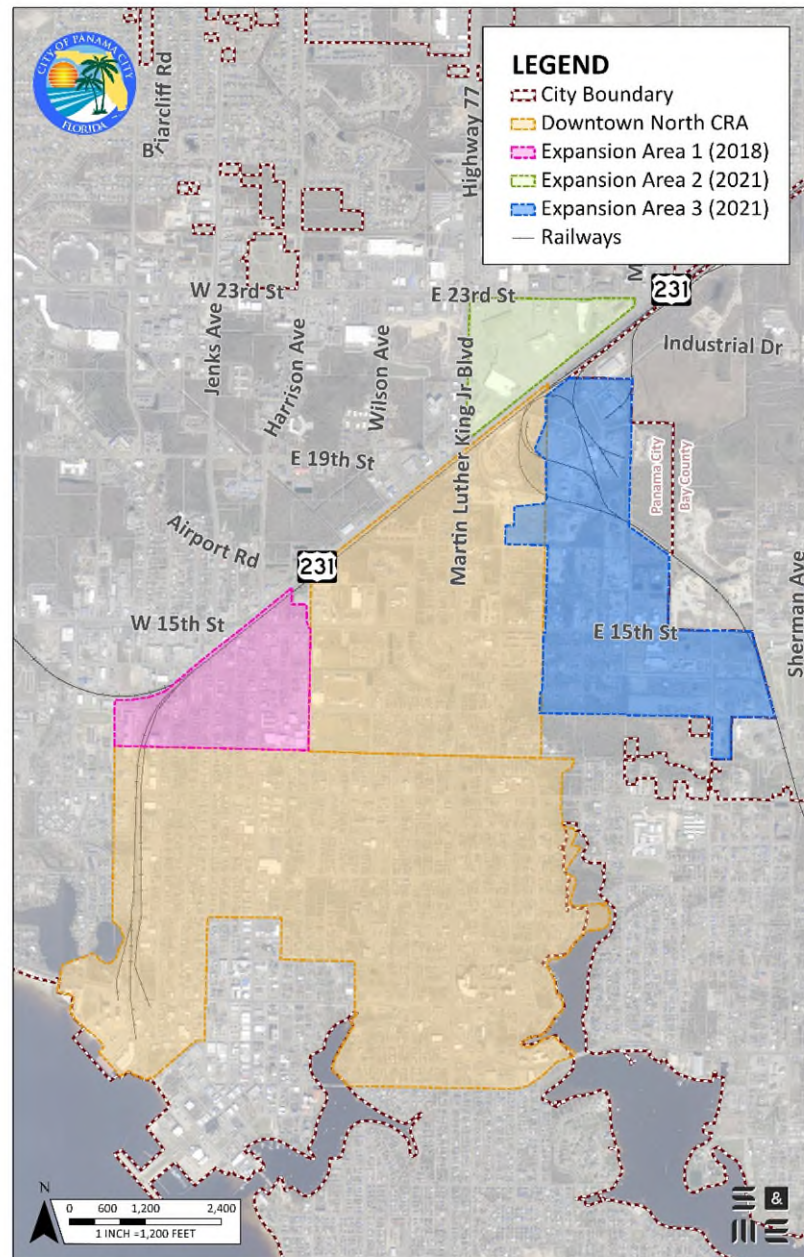 CITY OF PANAMA CITY
FLORIDA
Briarcliff Rd
Highway 77
LEGEND
City Boundary
Downtown North CRA
Expansion Area 1 (2018)
Expansion Area 2 (2021)
Expansion Area 3 (2021)
Railways
W 23rd St
E 23rd St
M
231
Industrial Dr
Jenks Ave
Harrison Ave
Wilson Ave
Martin Luther King Jr Blvd
E 19th St
Panama City
Bay County
Airport Rd
231
W 15th St
E 15th St
Sherman Ave
N
0 600 1,200 2,400
1 INCH =1,200 FEET
&